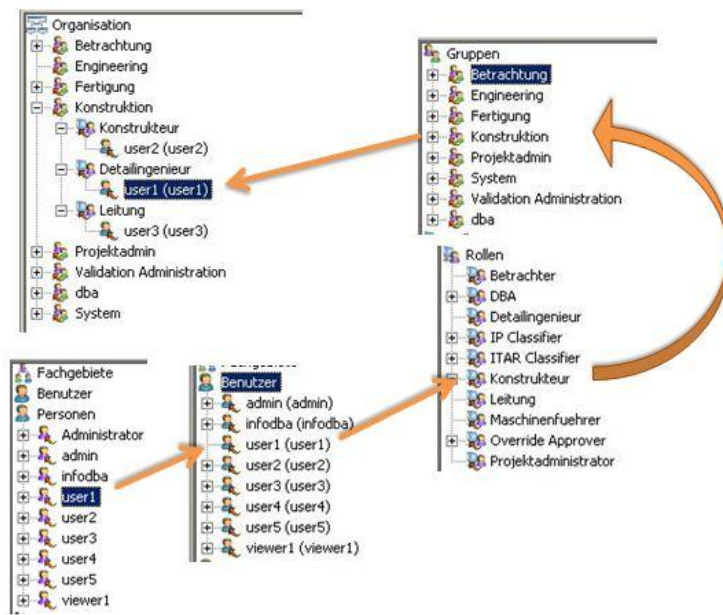 Organisation
Betrachtung
Engineering
Fertigung
Konstruktion
Konstrukteur
user2 (user2)
Detailingenieur
user1 (user1)
Leitung
user3 (user3)
Projektadmin
Validation Administration
dba
System
Gruppen
Betrachtung
Engineering
Fertigung
Konstruktion
Projektadmin
System
Validation Administration
dba
Rollen
Betrachter
DBA
Detailingenieur
IP Classifier
ITAR Classifier
Konstrukteur
Leitung
Maschinenfuehrer
Override Approver
Projektadministrator
Fachgebiete
Benutzer
Personen
Administrator
admin
infodba
user1
user2
user3
user4
user5
viewer1
Benutzer
admin (admin)
infodba (infodba)
user1 (user1)
user2 (user2)
user3 (user3)
user4 (user4)
user5 (user5)
viewer1 (viewer1)